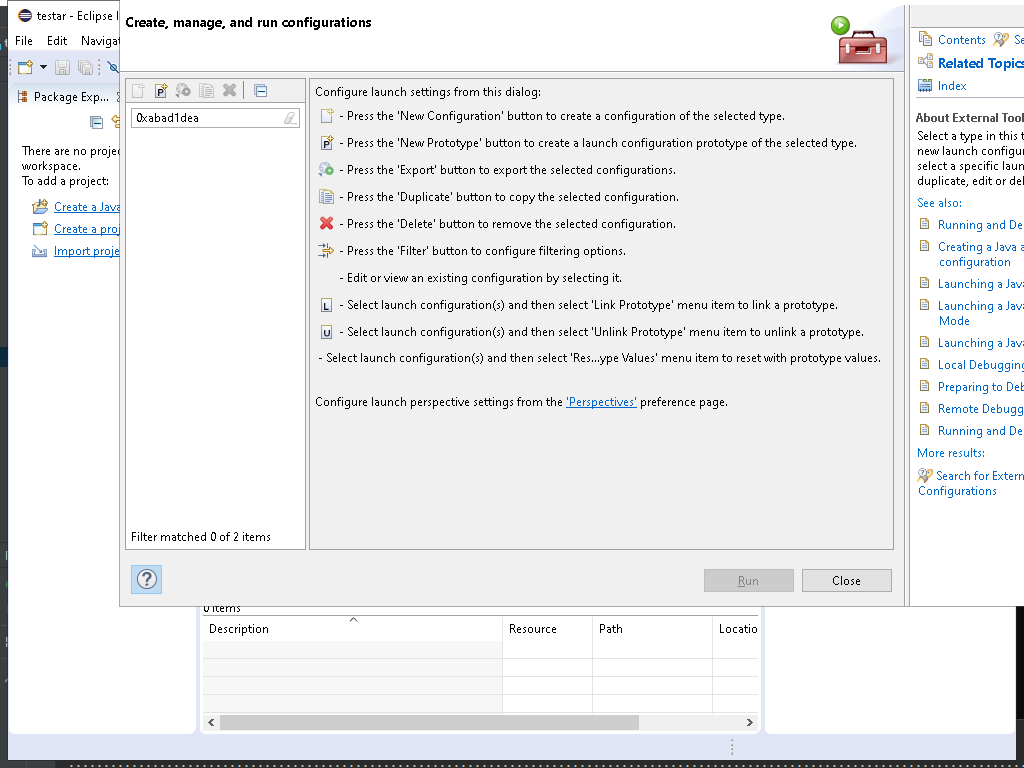 testar - Eclipse I
Create, manage, and run configurations
File Edit Naviga
Package Exp...
There are no proje
workspace.
To add a project:
Create a Java
Create a proj
Import proje
0xabad1dea
Filter matched 0 of 2 items
Configure launch settings from this dialog:
- Press the 'New Configuration' button to create a configuration of the selected type.
P - Press the 'New Prototype' button to create a launch configuration prototype of the selected type.
- Press the 'Export' button to export the selected configurations.
- Press the 'Duplicate' button to copy the selected configuration.
- Press the 'Delete' button to remove the selected configuration.
- Press the 'Filter' button to configure filtering options.
- Edit or view an existing configuration by selecting it.
L - Select launch configuration(s) and then select 'Link Prototype' menu item to link a prototype.
U - Select launch configuration(s) and then select 'Unlink Prototype' menu item to unlink a prototype.
- Select launch configuration(s) and then select 'Res...ype Values' menu item to reset with prototype values.
Configure launch perspective settings from the 'Perspectives' preference page.
? Run Close
Contents Se
Related Topics
Index
About External Tool
Select a type in this t
new launch configur
select a specific laun
duplicate, edit or del
See also:
Running and De
Creating a Java a
configuration
Launching a Java
Launching a Java
Mode
Launching a Java
Local Debugging
Preparing to Deb
Remote Debugg
Running and De
More results:
Search for Extern
Configurations
0 items
Description Resource Path Locatio